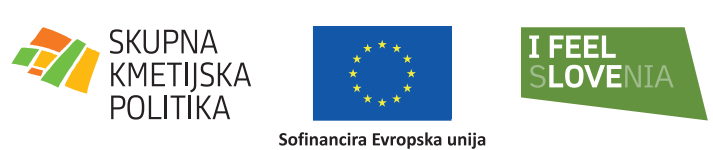 SKUPNA
KMETIJSKA
POLITIKA
Sofinancira Evropska unija
I FEEL
SLOVENIA